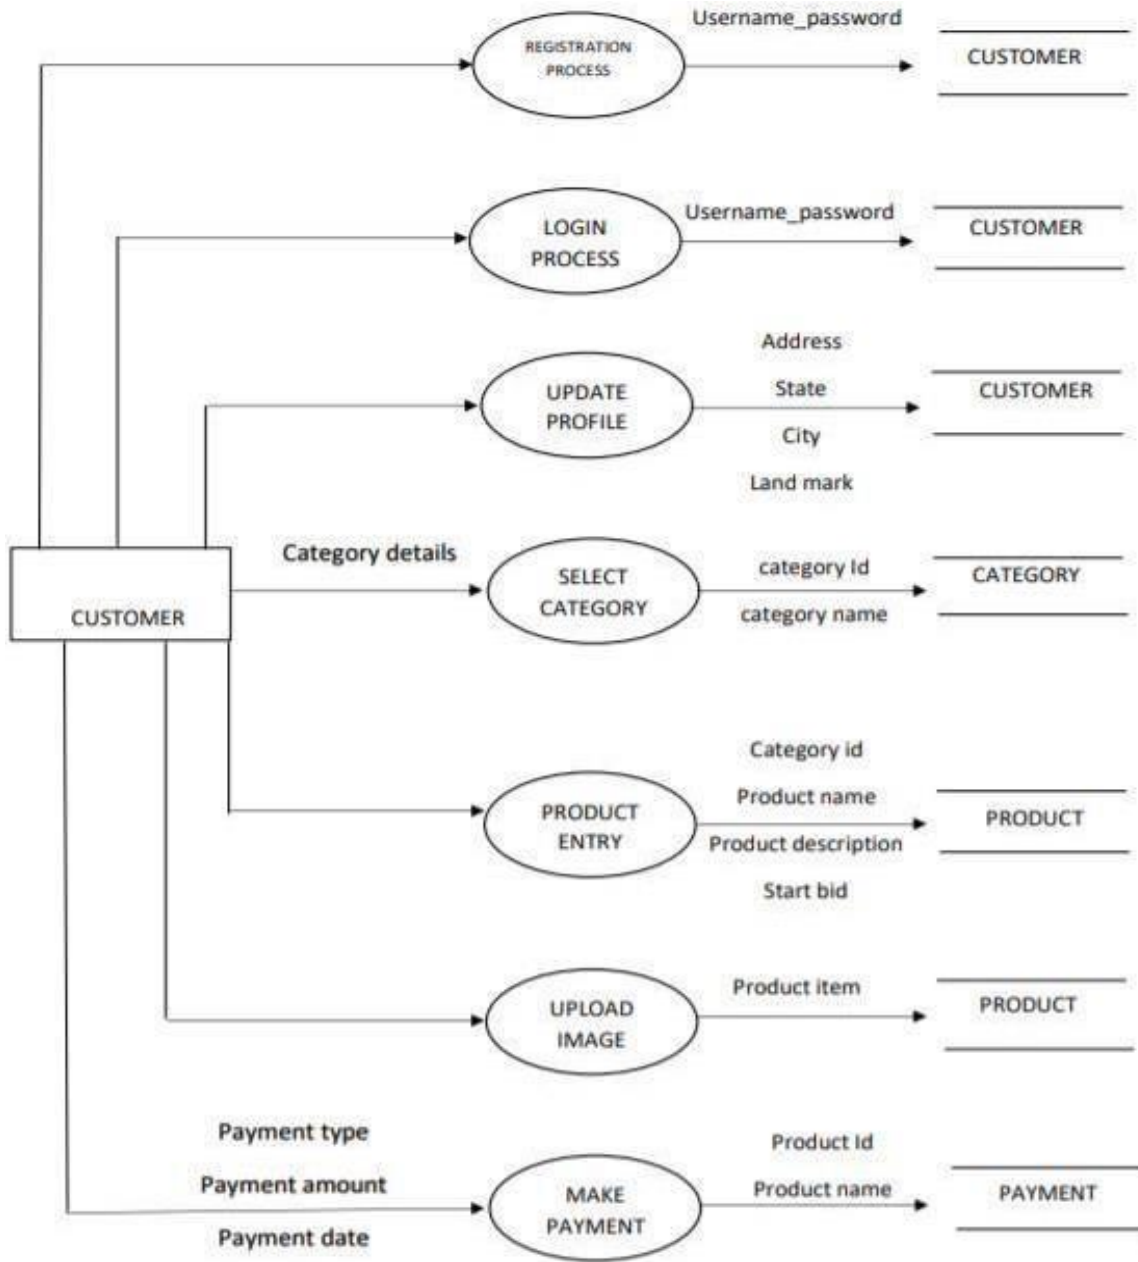 Username_password
REGISTRATION
PROCESS
CUSTOMER
Username_password
LOGIN
PROCESS
CUSTOMER
Address
State
City
Land mark
UPDATE
PROFILE
CUSTOMER
Category details
SELECT
CATEGORY
category Id
category name
CATEGORY
CUSTOMER
Category id
Product name
Product description
Start bid
PRODUCT
ENTRY
PRODUCT
Product item
UPLOAD
IMAGE
PRODUCT
Payment type
Payment amount
Payment date
MAKE
PAYMENT
Product Id
Product name
PAYMENT